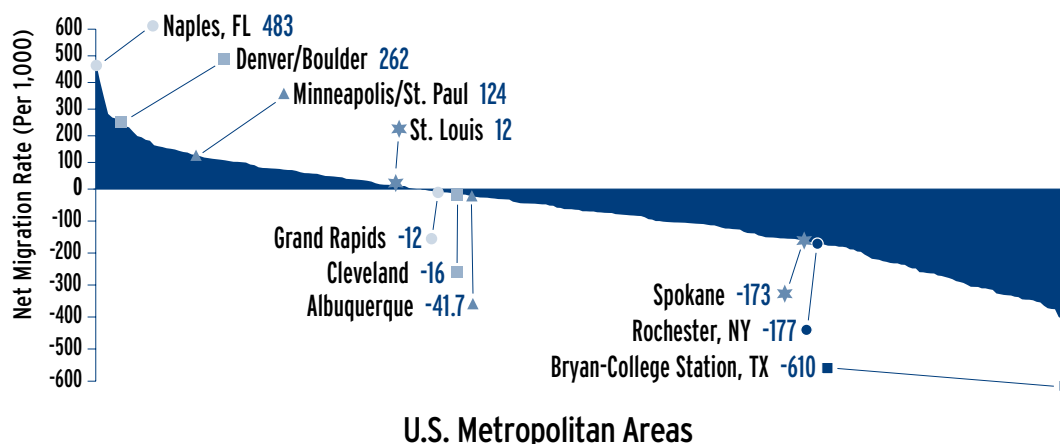 Net Migration Rate (Per 1,000)
600
500
400
300
200
100
0
-100
-200
-300
-400
-500
-600
Naples, FL 483
Denver/Boulder 262
Minneapolis/St. Paul 124
St. Louis 12
Grand Rapids -12
Cleveland -16
Albuquerque -41.7
Spokane -173
Rochester, NY -177
Bryan-College Station, TX -610
U.S. Metropolitan Areas